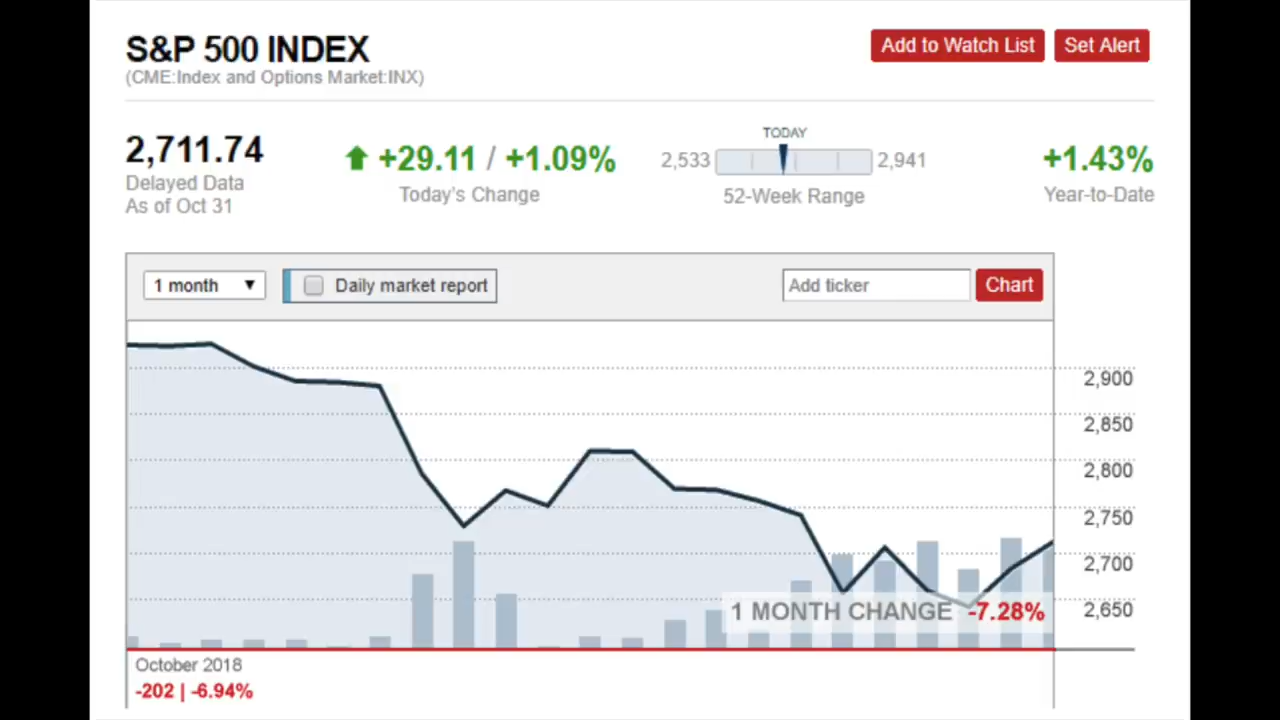 S&P 500 INDEX
Add to Watch List
Set Alert
(CME:Index and Options Market:INX)
2,711.74
Delayed Data
As of Oct 31
+29.11 / +1.09%
Today's Change
TODAY
2,533
2,941
52-Week Range
+1.43%
Year-to-Date
1 month
Daily market report
Add ticker
Chart
2,900
2,850
2,800
2,750
2,700
2,650
1 MONTH CHANGE -7.28%
October 2018
-202 | -6.94%